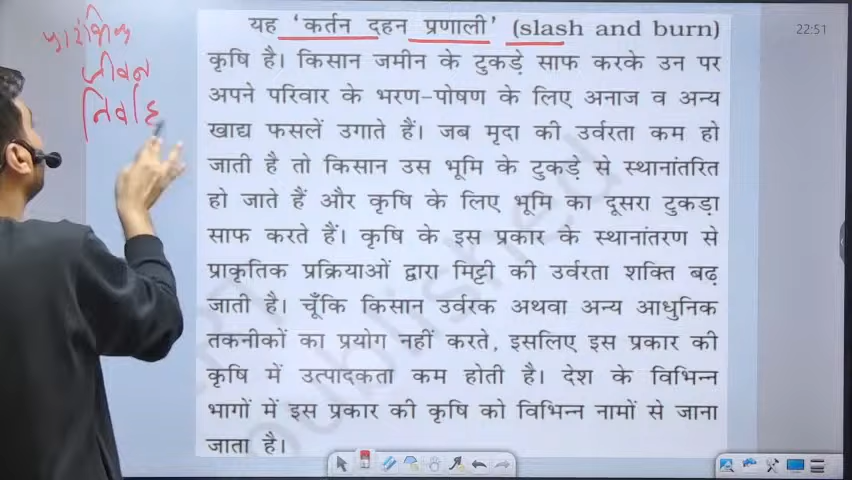 प्रारंभिक
जीवन
निर्वाह
यह ‘कर्तन दहन प्रणाली’ (slash and burn)
कृषि है। किसान जमीन के टुकड़े साफ करके उन पर
अपने परिवार के भरण-पोषण के लिए अनाज व अन्य
खाद्य फसलें उगाते हैं। जब मृदा की उर्वरता कम हो
जाती है तो किसान उस भूमि के टुकड़े से स्थानांतरित
हो जाते हैं और कृषि के लिए भूमि का दूसरा टुकड़ा
साफ करते हैं। कृषि के इस प्रकार के स्थानांतरण से
प्राकृतिक प्रक्रियाओं द्वारा मिट्टी की उर्वरता शक्ति बढ़
जाती है। चूँकि किसान उर्वरक अथवा अन्य आधुनिक
तकनीकों का प्रयोग नहीं करते, इसलिए इस प्रकार की
कृषि में उत्पादकता कम होती है। देश के विभिन्न
भागों में इस प्रकार की कृषि को विभिन्न नामों से जाना
जाता है।
22:51
published